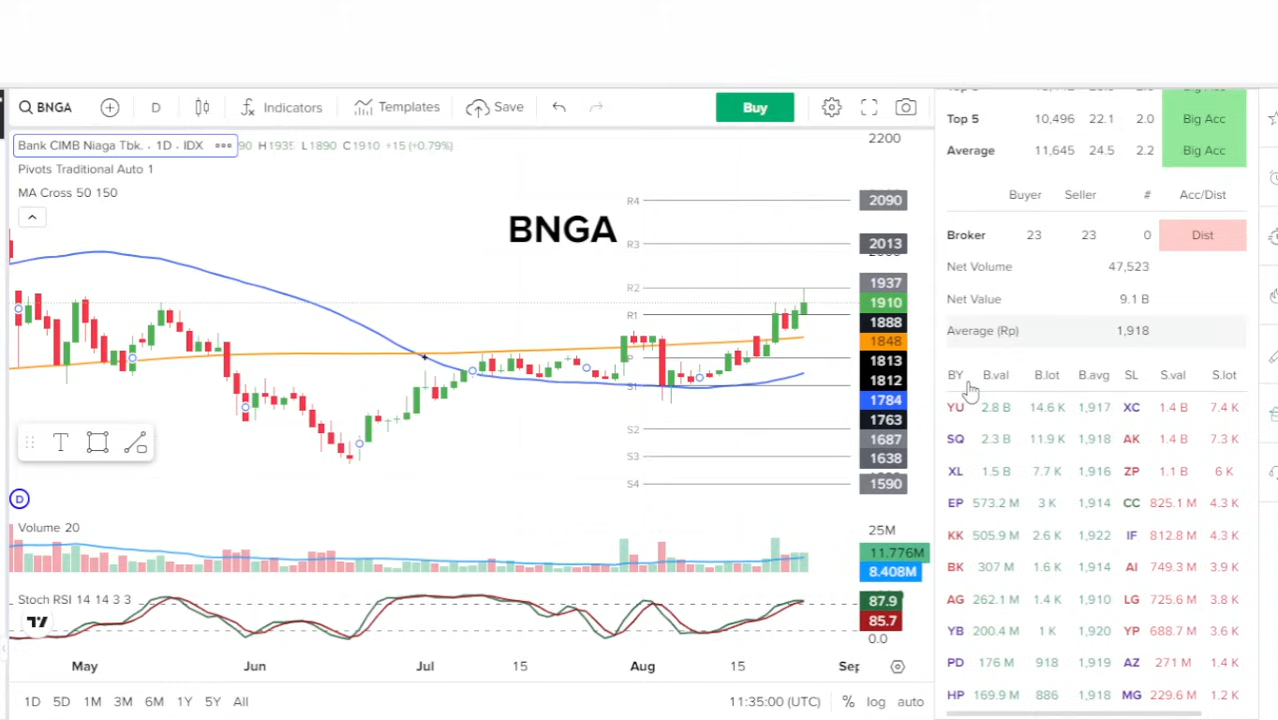 BNGA
D
Indicators
Templates
Save
Buy
Bank CIMB Niaga Tbk. · 1D · IDX ••• 90 H1935 L1890 C1910 +15 (+0.79%)
Pivots Traditional Auto 1
MA Cross 50 150
BNGA
R4
R3
R2
R1
P
S1
S2
S3
S4
2200
2090
2013
1937
1910
1888
1848
1813
1812
1784
1763
1687
1638
1590
T
D
Volume 20
25M
11.776M
8.408M
Stoch RSI 14 14 3 3
87.9
85.7
0.0
May Jun Jul 15 Aug 15 Sep
1D 5D 1M 3M 6M 1Y 5Y All
11:35:00 (UTC) % log auto
Top 5 10,496 22.1 2.0 Big Acc
Average 11,645 24.5 2.2 Big Acc
Buyer Seller # Acc/Dist
Broker 23 23 0 Dist
Net Volume 47,523
Net Value 9.1 B
Average (Rp) 1,918
BY B.val B.lot B.avg SL S.val S.lot
YU 2.8 B 14.6 K 1,917 XC 1.4 B 7.4 K
SQ 2.3 B 11.9 K 1,918 AK 1.4 B 7.3 K
XL 1.5 B 7.7 K 1,916 ZP 1.1 B 6 K
EP 573.2 M 3 K 1,914 CC 825.1 M 4.3 K
KK 505.9 M 2.6 K 1,922 IF 812.8 M 4.3 K
BK 307 M 1.6 K 1,914 AI 749.3 M 3.9 K
AG 262.1 M 1.4 K 1,910 LG 725.6 M 3.8 K
YB 200.4 M 1 K 1,920 YP 688.7 M 3.6 K
PD 176 M 918 1,919 AZ 271 M 1.4 K
HP 169.9 M 886 1,918 MG 229.6 M 1.2 K